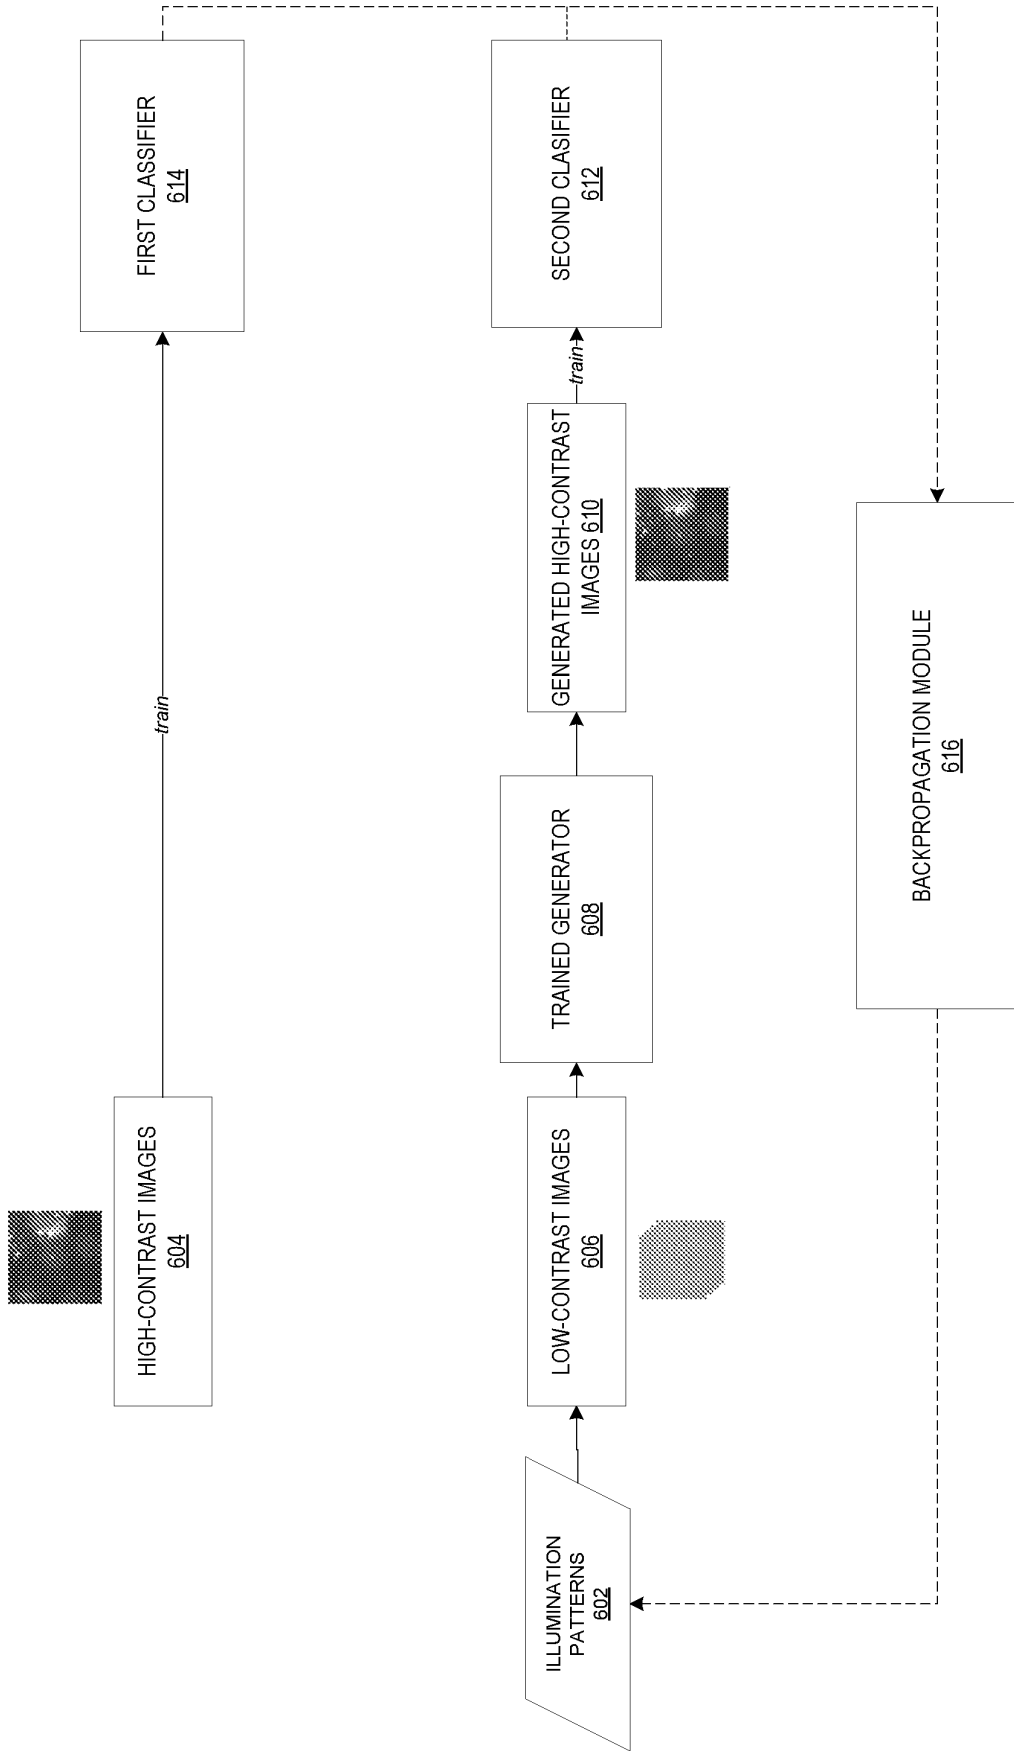 HIGH-CONTRAST IMAGES
604
train
FIRST CLASSIFIER
614
ILLUMINATION
PATTERNS
602
LOW-CONTRAST IMAGES
606
TRAINED GENERATOR
608
GENERATED HIGH-CONTRAST
IMAGES 610
train
SECOND CLASIFIER
612
BACKPROPAGATION MODULE
616